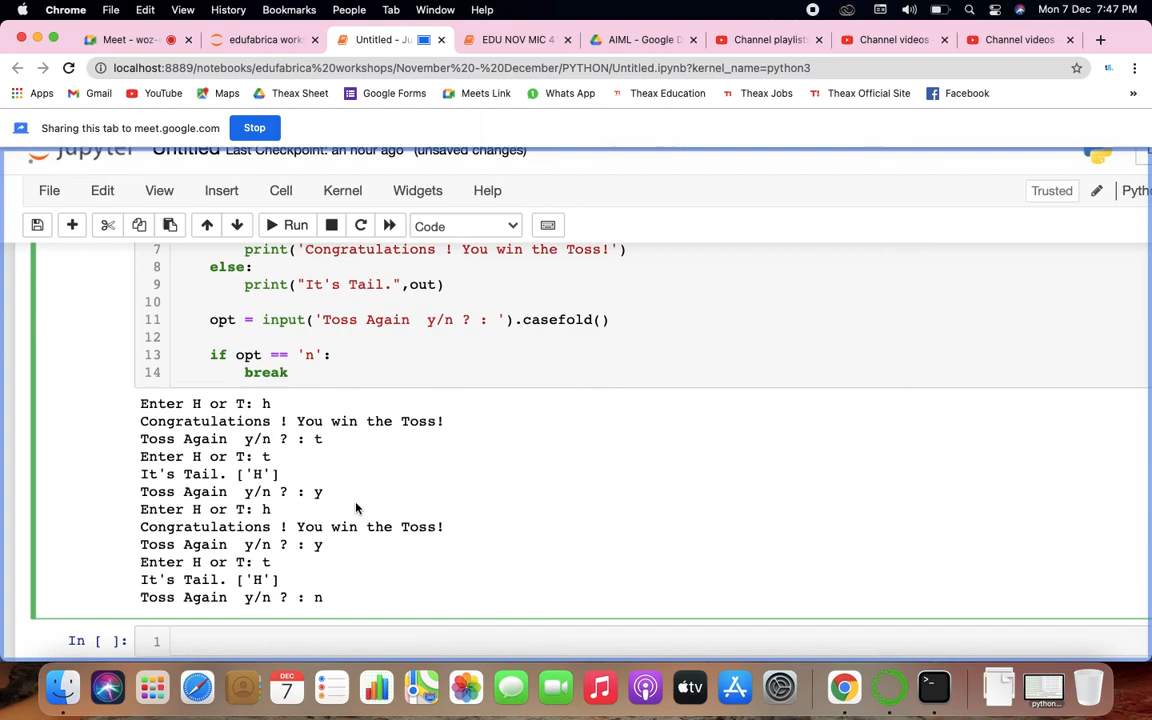 Chrome File Edit View History Bookmarks People Tab Window Help Mon 7 Dec 7:47 PM
Meet - woz- edufabrica work Untitled - Ju EDU NOV MIC 4 AIML - Google D Channel playlist Channel videos - Channel videos -
localhost:8889/notebooks/edufabrica%20workshops/November%20-%20December/PYTHON/Untitled.ipynb?kernel_name=python3
Apps Gmail YouTube Maps Theax Sheet Google Forms Meets Link Whats App Theax Education Theax Jobs Theax Official Site Facebook »
Sharing this tab to meet.google.com Stop
jupyter Untitled Last Checkpoint: an hour ago (unsaved changes)
File Edit View Insert Cell Kernel Widgets Help Trusted Pyth
Run Code
7 print('Congratulations ! You win the Toss!')
8 else:
9 print("It's Tail.",out)
10
11 opt = input('Toss Again  y/n ? : ').casefold()
12
13 if opt == 'n':
14 break
Enter H or T: h
Congratulations ! You win the Toss!
Toss Again  y/n ? : t
Enter H or T: t
It's Tail. ['H']
Toss Again  y/n ? : y
Enter H or T: h
Congratulations ! You win the Toss!
Toss Again  y/n ? : y
Enter H or T: t
It's Tail. ['H']
Toss Again  y/n ? : n
In [ ]: 1
DEC
7
tv
python...